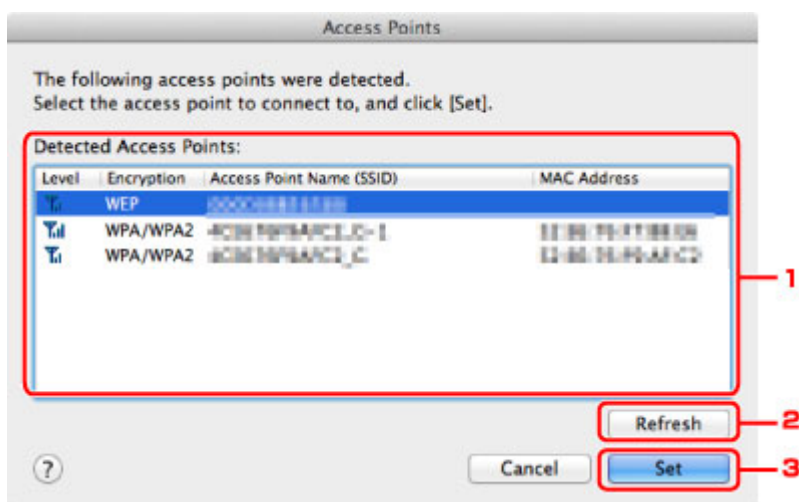 Access Points
The following access points were detected.
Select the access point to connect to, and click [Set].
Detected Access Points:
Level Encryption Access Point Name (SSID) MAC Address
WEP
WPA/WPA2
WPA/WPA2
1
Refresh
2
?
Cancel
Set
3